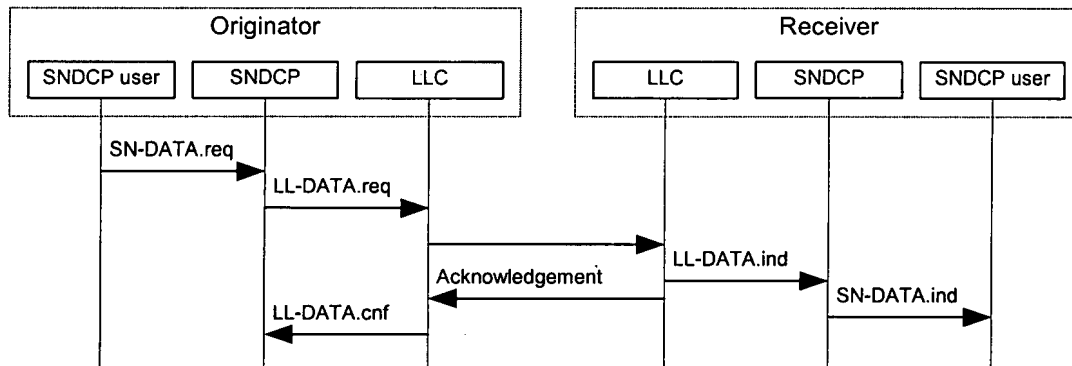 Originator
Receiver
SNDCP user
SNDCP
LLC
LLC
SNDCP
SNDCP user
SN-DATA.req
LL-DATA.req
LL-DATA.ind
Acknowledgement
SN-DATA.ind
LL-DATA.cnf